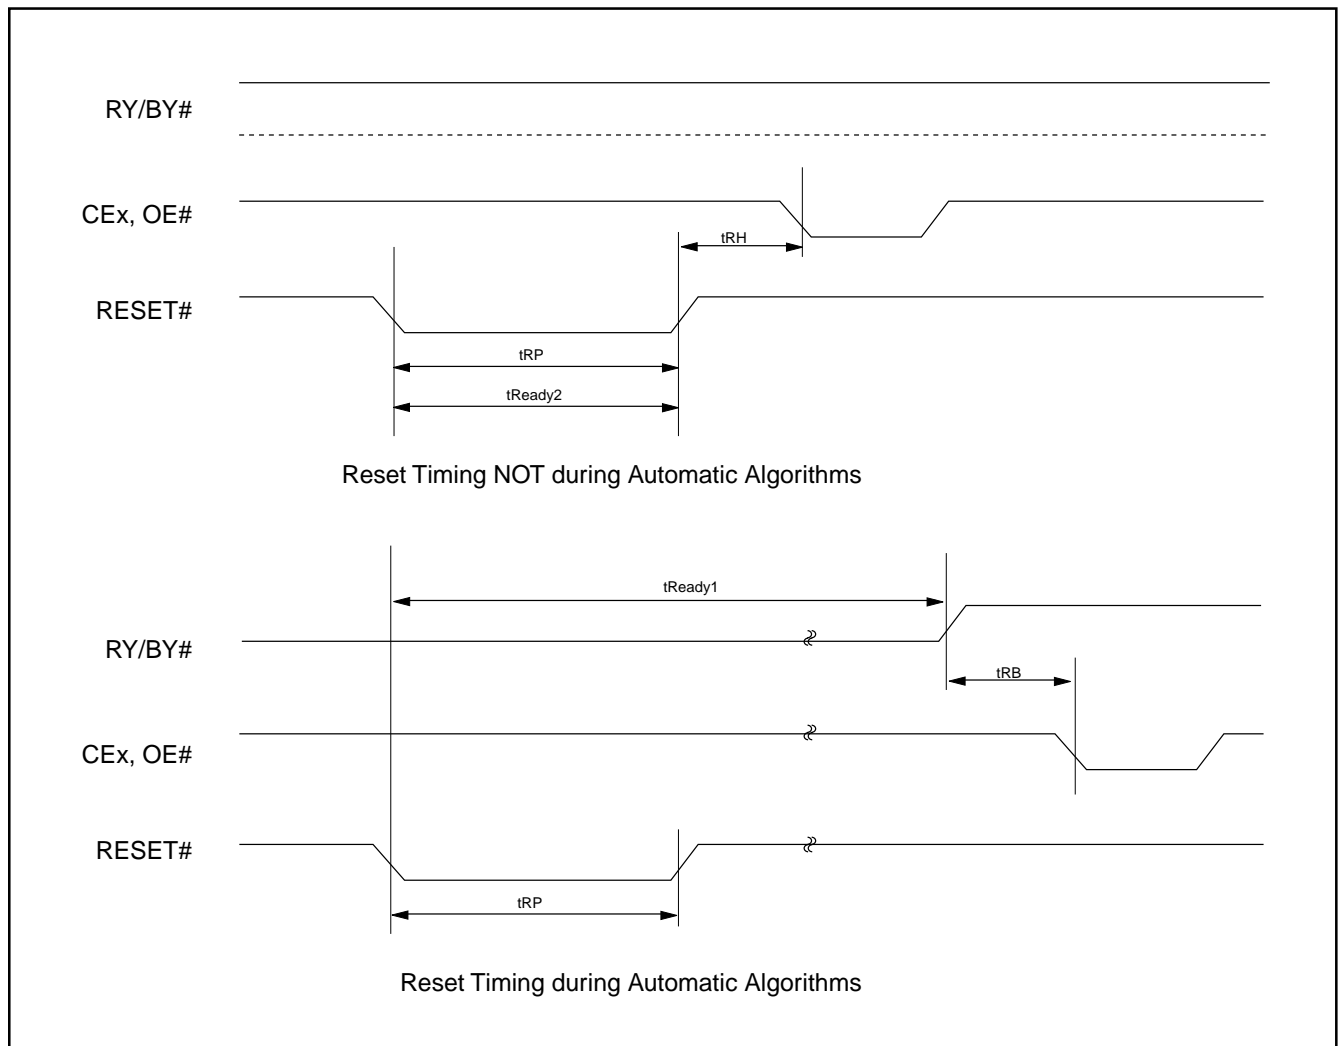 RY/BY#
CEx, OE#
tRH
RESET#
tRP
tReady2
Reset Timing NOT during Automatic Algorithms
tReady1
RY/BY#
tRB
CEx, OE#
RESET#
tRP
Reset Timing during Automatic Algorithms